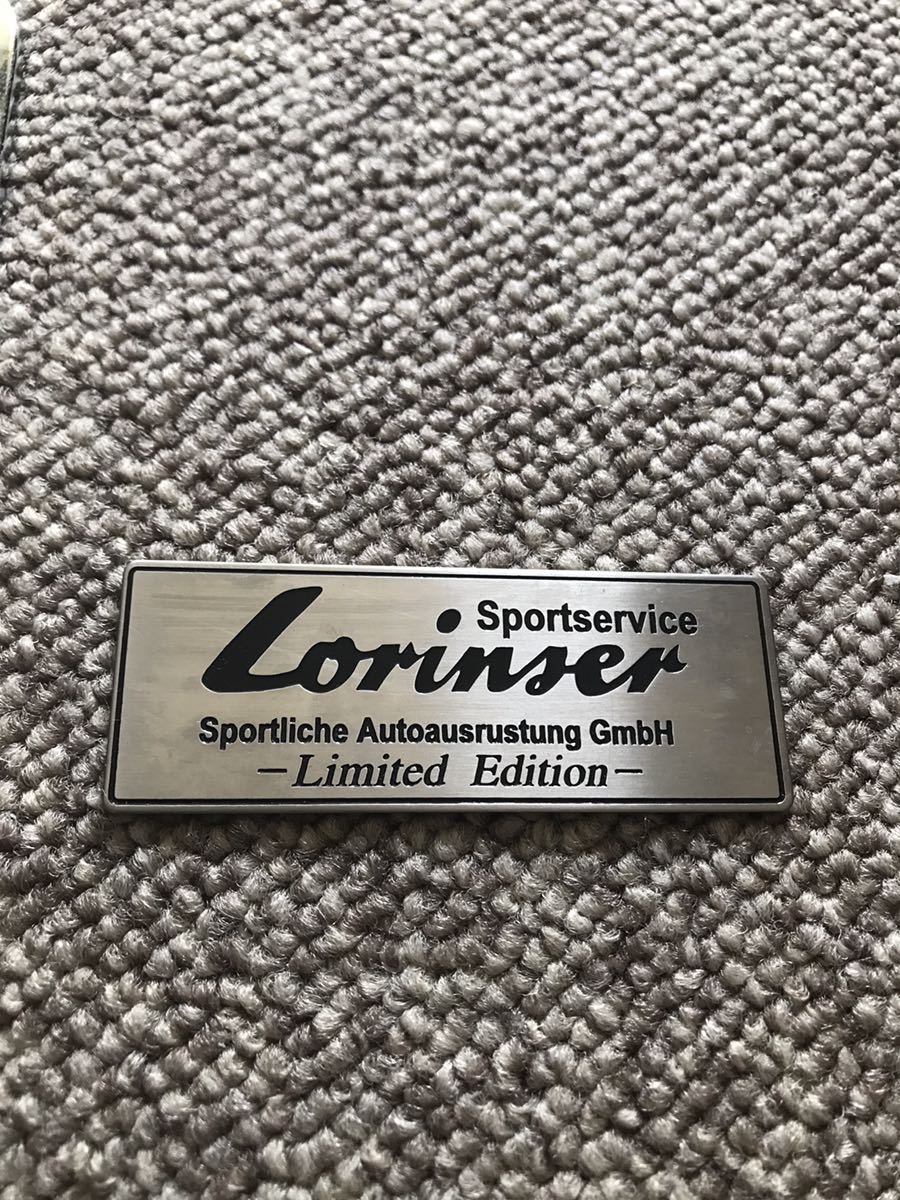 Sportservice
Lorinser
Sportliche Autoausrustung GmbH
-Limited Edition-